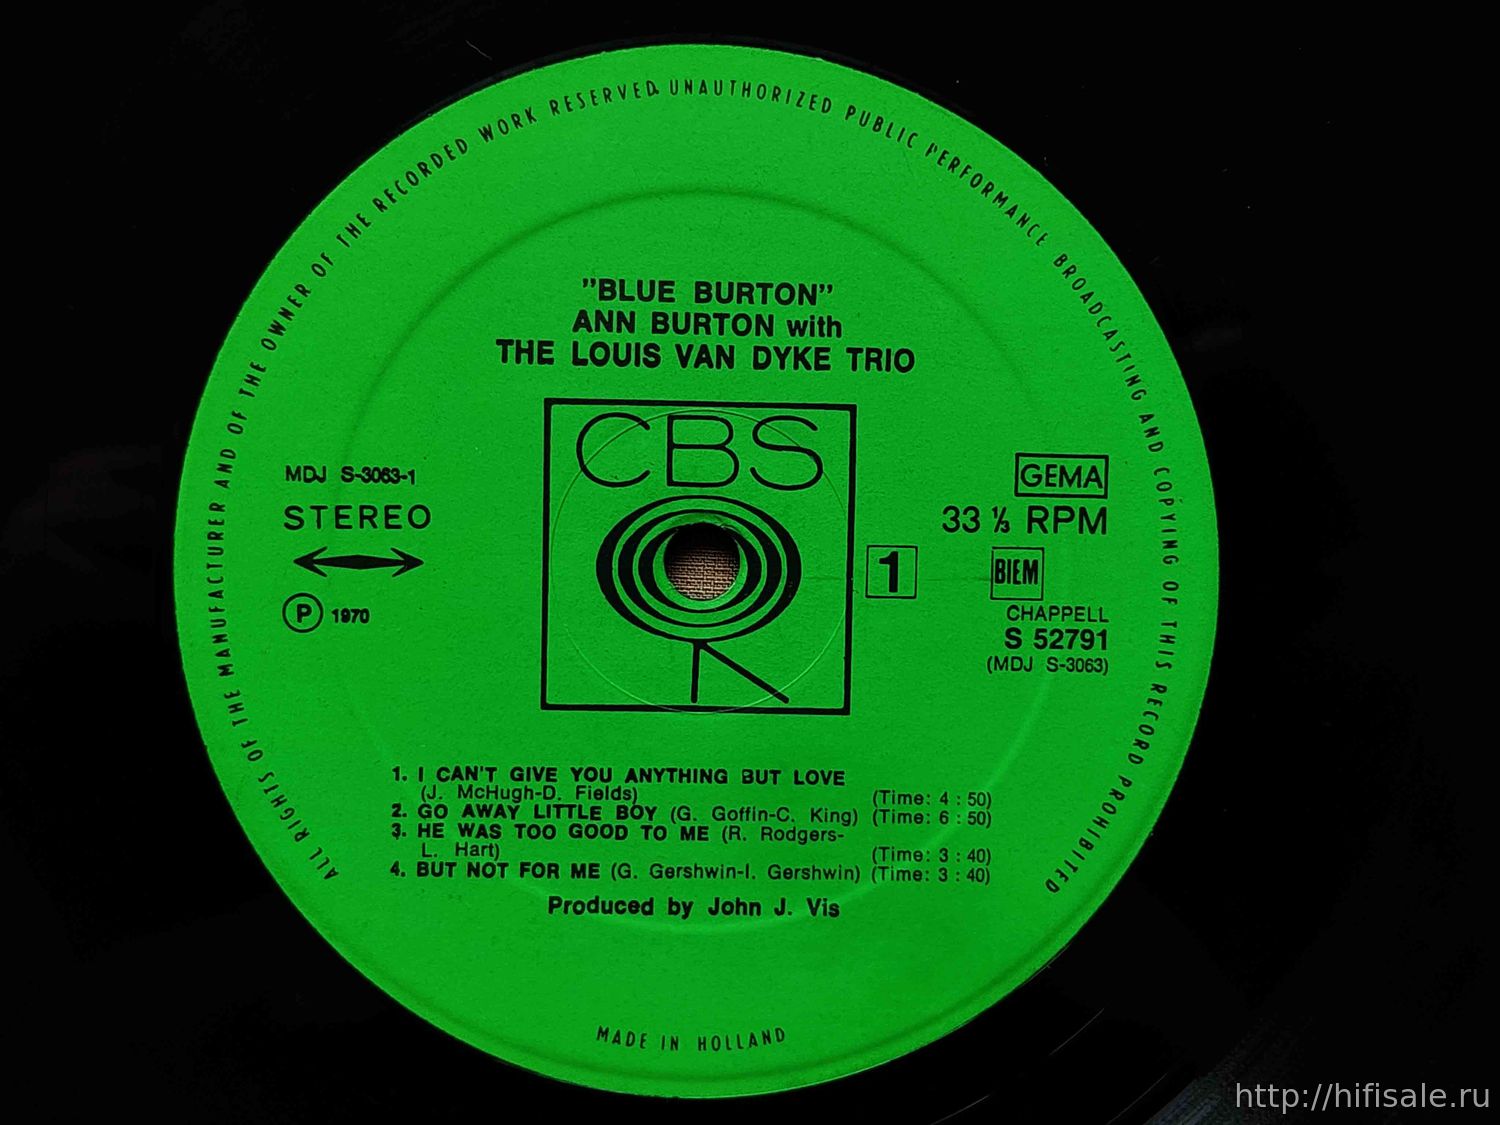 ALL RIGHTS OF THE MANUFACTURER AND OF THE OWNER OF THE RECORDED WORK RESERVED. UNAUTHORIZED PUBLIC PERFORMANCE BROADCASTING AND COPYING OF THIS RECORD PROHIBITED
"BLUE BURTON"
ANN BURTON with
THE LOUIS VAN DYKE TRIO
CBS
MDJ S-3063-1
STEREO
Ⓟ 1970
1
GEMA
33 ⅓ RPM
BIEM
CHAPPELL
S 52791
(MDJ S-3063)
1. I CAN'T GIVE YOU ANYTHING BUT LOVE
(J. McHugh-D. Fields) (Time: 4 : 50)
2. GO AWAY LITTLE BOY (G. Goffin-C. King) (Time: 6 : 50)
3. HE WAS TOO GOOD TO ME (R. Rodgers-
L. Hart) (Time: 3 : 40)
4. BUT NOT FOR ME (G. Gershwin-I. Gershwin) (Time: 3 : 40)
Produced by John J. Vis
MADE IN HOLLAND
http://hifisale.ru